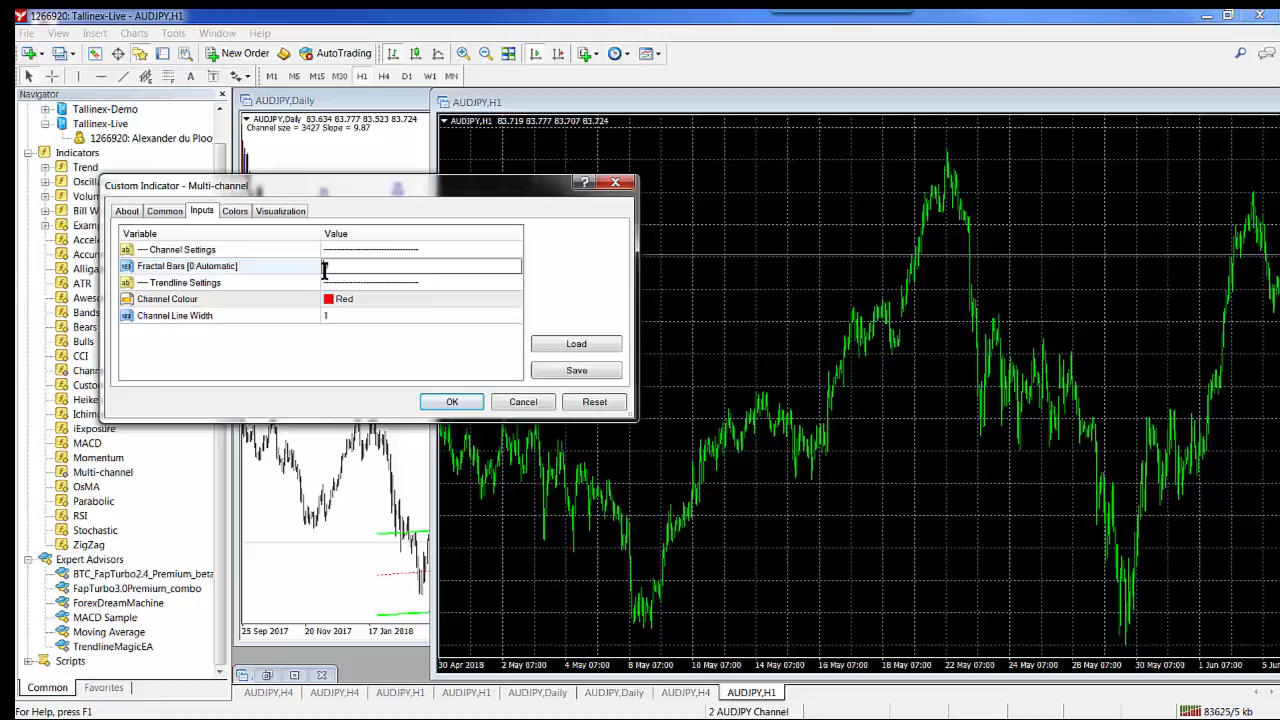 1266920: Tallinex-Live - AUDJPY,H1
File View Insert Charts Tools Window Help
New Order AutoTrading
A T M1 M5 M15 M30 H1 H4 D1 W1 MN
Navigator
Tallinex-Demo
Tallinex-Live
1266920: Alexander du Ploo
Indicators
Trend
Oscill
Volun
Bill W
Exam
Accele
Accun
Alliga
ATR
Aweso
Bands
Bears
Bulls
CCI
Chann
Custo
Heike
Ichim
iExposure
MACD
Momentum
Multi-channel
OsMA
Parabolic
RSI
Stochastic
ZigZag
Expert Advisors
BTC_FapTurbo2.4_Premium_beta
FapTurbo3.0Premium_combo
ForexDreamMachine
MACD Sample
Moving Average
TrendlineMagicEA
Scripts
Common Favorites
AUDJPY,Daily
AUDJPY,Daily 83.634 83.777 83.523 83.724
Channel size = 3427 Slope = 9.87
25 Sep 2017 20 Nov 2017 17 Jan 2018
AUDJPY,H1
AUDJPY,H1 83.719 83.777 83.707 83.724
30 Apr 2018 2 May 07:00 4 May 07:00 8 May 07:00 10 May 07:00 14 May 07:00 16 May 07:00 18 May 07:00 22 May 07:00 24 May 07:00 28 May 07:00 30 May 07:00 1 Jun 07:00
Custom Indicator - Multi-channel
About Common Inputs Colors Visualization
Variable Value
---- Channel Settings -----------------------------------
Fractal Bars [0:Automatic]
---- Trendline Settings -----------------------------------
Channel Colour Red
Channel Line Width 1
Load
Save
OK Cancel Reset
AUDJPY,H4 AUDJPY,H4 AUDJPY,H1 AUDJPY,H1 AUDJPY,Daily AUDJPY,Daily AUDJPY,H4 AUDJPY,H1
For Help, press F1 2 AUDJPY Channel 83625/5 kb